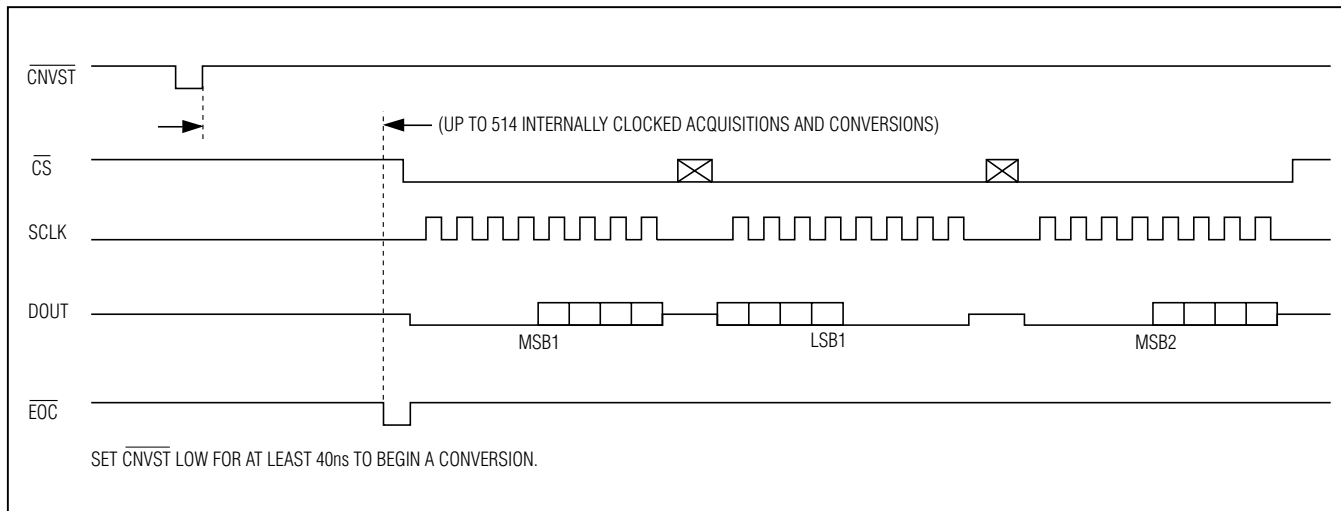 CNVST
(UP TO 514 INTERNALLY CLOCKED ACQUISITIONS AND CONVERSIONS)
CS
SCLK
DOUT
MSB1
LSB1
MSB2
EOC
SET CNVST LOW FOR AT LEAST 40ns TO BEGIN A CONVERSION.